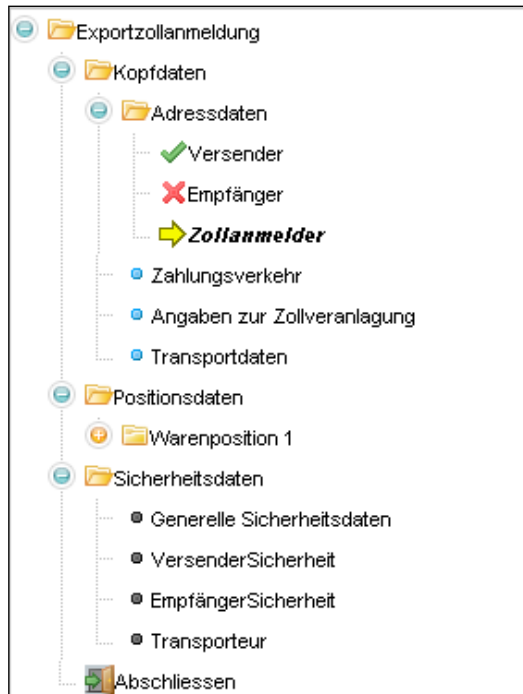 Exportzollanmeldung
Kopfdaten
Adressdaten
Versender
Empfänger
Zollanmelder
Zahlungsverkehr
Angaben zur Zollveranlagung
Transportdaten
Positionsdaten
Warenposition 1
Sicherheitsdaten
Generelle Sicherheitsdaten
VersenderSicherheit
EmpfängerSicherheit
Transporteur
Abschliessen